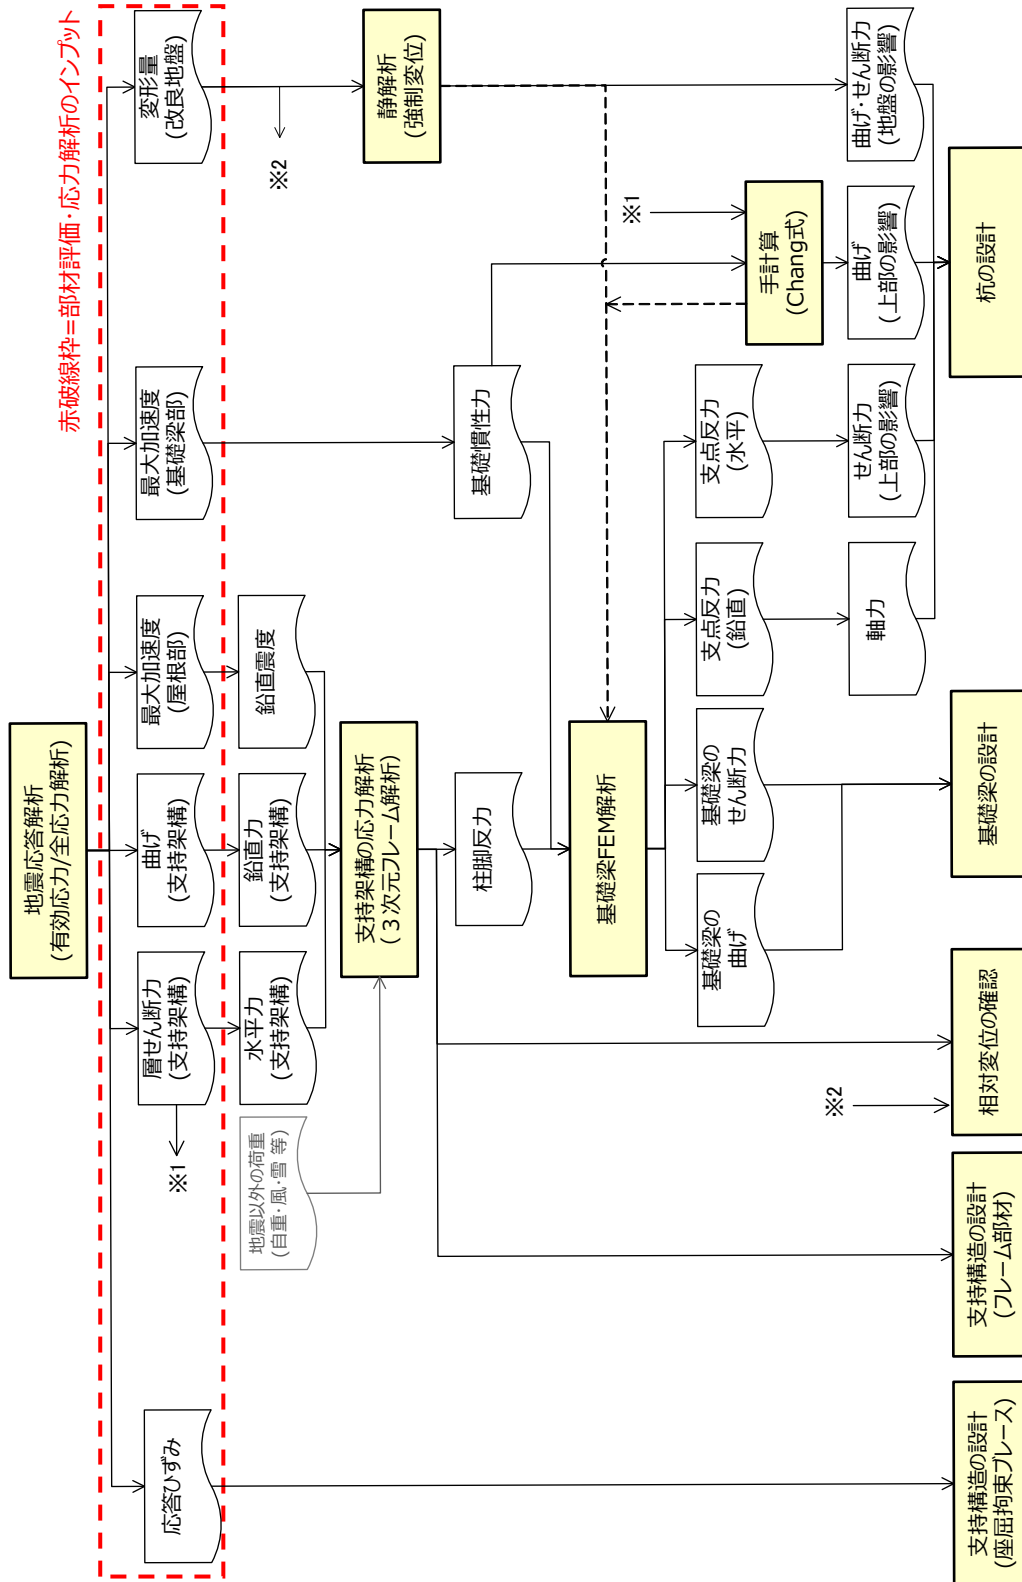 赤破線枠＝部材評価・応力解析のインプット
地震応答解析
(有効応力/全応力解析)
応答ひずみ
層せん断力
(支持架構)
曲げ
(支持架構)
最大加速度
(屋根部)
最大加速度
(基礎梁部)
変形量
(改良地盤)
※1
※2
地震以外の荷重
(自重・風・雪 等)
水平力
(支持架構)
鉛直力
(支持架構)
鉛直震度
支持架構の応力解析
(３次元フレーム解析)
静解析
(強制変位)
柱脚反力
基礎慣性力
基礎梁FEM解析
※1
基礎梁の
曲げ
基礎梁の
せん断力
支点反力
(鉛直)
支点反力
(水平)
手計算
(Chang式)
※2
軸力
せん断力
(上部の影響)
曲げ
(上部の影響)
曲げ・せん断力
(地盤の影響)
支持構造の設計
(座屈拘束ブレース)
支持構造の設計
(フレーム部材)
相対変位の確認
基礎梁の設計
杭の設計